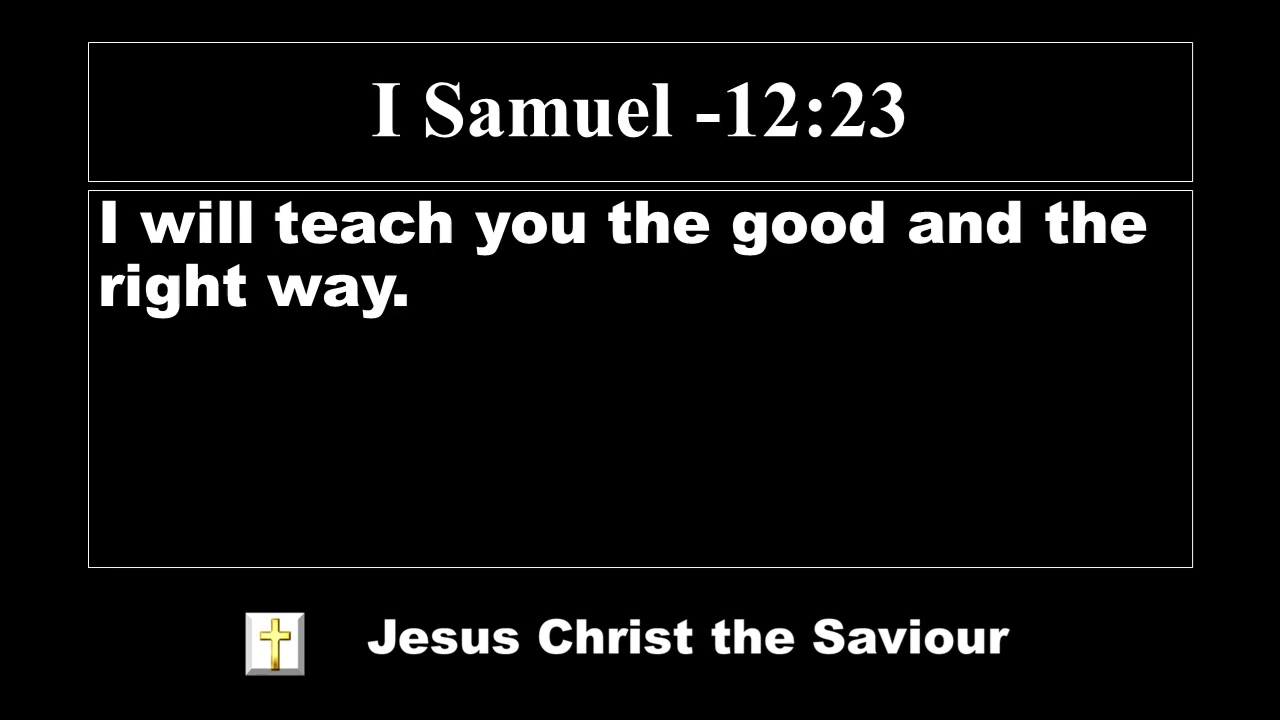 I Samuel -12:23
I will teach you the good and the
right way.
Jesus Christ the Saviour